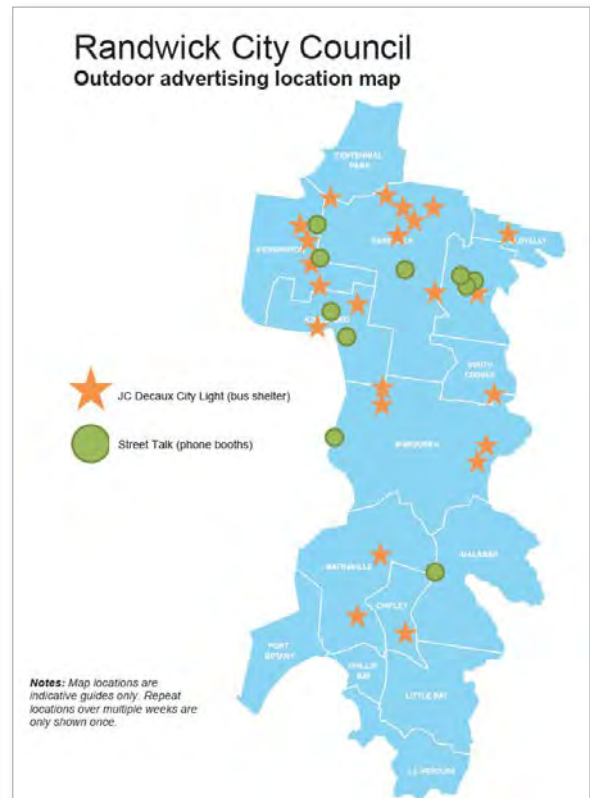 Randwick City Council
Outdoor advertising location map
CENTENNIAL
PARK
KENSINGTON
RANDWICK
CLOVELLY
SOUTH
COOGEE
JC Decaux City Light (bus shelter)
Street Talk (phone booths)
MAROUBRA
MALABAR
MATRAVILLE
CHIFLEY
PORT
BOTANY
PHILLIP
BAY
LITTLE BAY
LA PEROUSE
Notes: Map locations are
indicative guides only. Repeat
locations over multiple weeks are
only shown once.